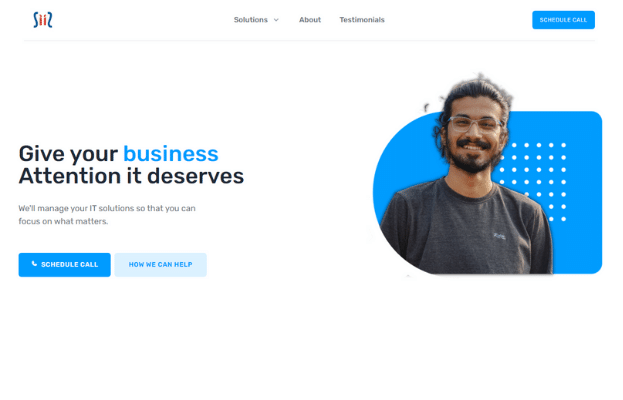 Siis
Solutions
About
Testimonials
SCHEDULE CALL
Give your business
Attention it deserves
We'll manage your IT solutions so that you can
focus on what matters.
SCHEDULE CALL
HOW WE CAN HELP